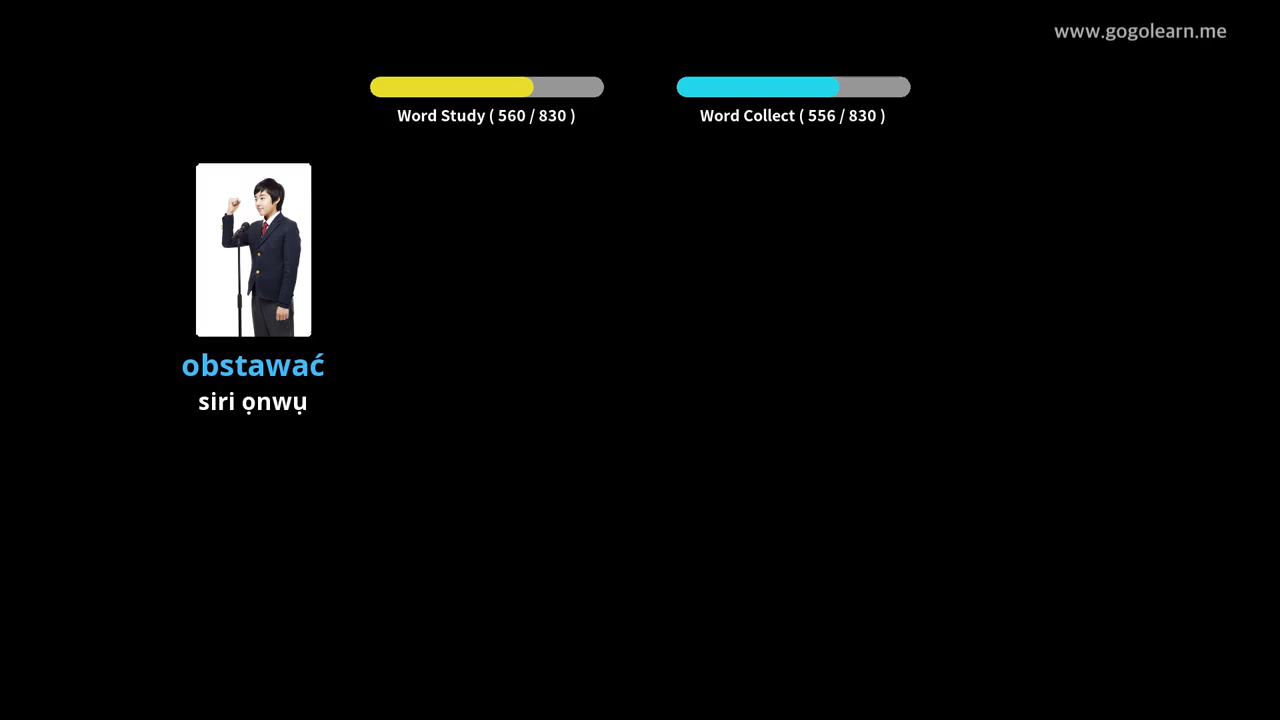 www.gogolearn.me
Word Study ( 560 / 830 )
Word Collect ( 556 / 830 )
obstawać
siri ọnwụ